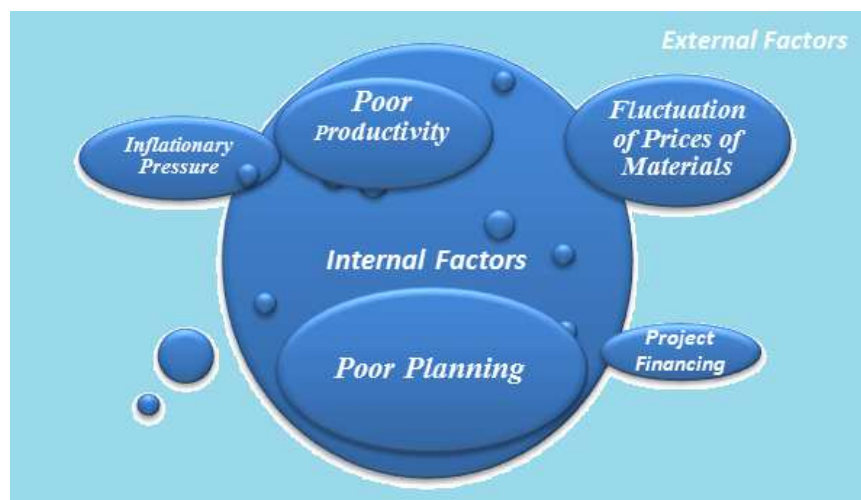 External Factors
Poor
Productivity
Fluctuation
of Prices of
Materials
Inflationary
Pressure
Internal Factors
Poor Planning
Project
Financing